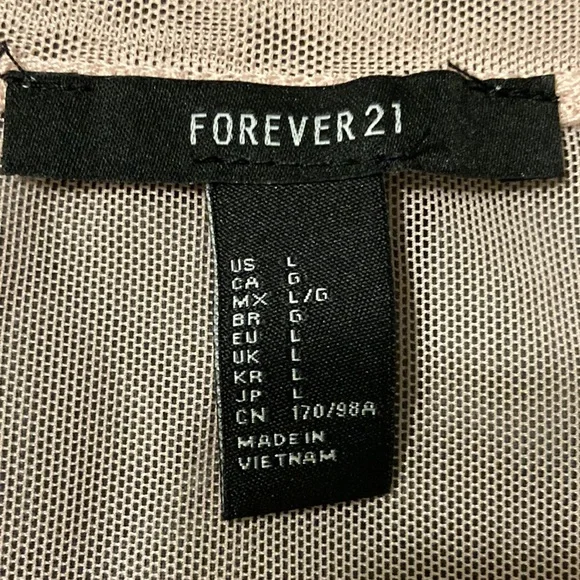 FOREVER 21
US L
CA G
MX L/G
BR G
EU L
UK L
KR L
JP L
CN 170/98A
MADE IN
VIETNAM